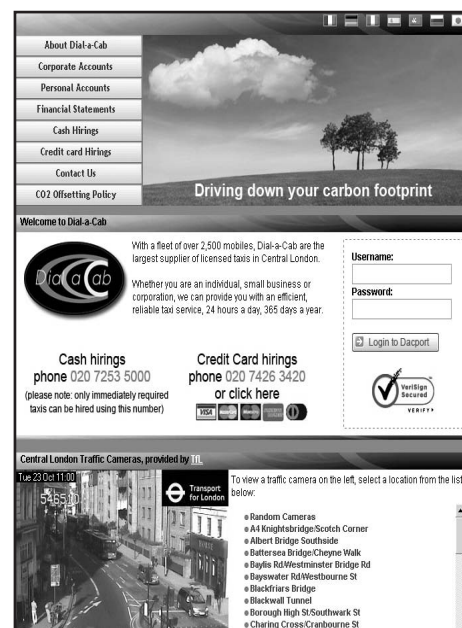 About Dial-a-Cab
Corporate Accounts
Personal Accounts
Financial Statements
Cash Hirings
Credit card Hirings
Contact Us
CO2 Offsetting Policy
Driving down your carbon footprint
Welcome to Dial-a-Cab
Dial a Cab
With a fleet of over 2,500 mobiles, Dial-a-Cab are the
largest supplier of licensed taxis in Central London.
Whether you are an individual, small business or
corporation, we can provide you with an efficient,
reliable taxi service, 24 hours a day, 365 days a year.
Username:
Password:
Login to Dacport
VeriSign
Secured
VERIFY
Cash hirings
phone 020 7253 5000
(please note: only immediately required
taxis can be hired using this number)
Credit Card hirings
phone 020 7426 3420
or click here
VISA
Central London Traffic Cameras, provided by TfL
Tue 23 Oct 11:00
Transport
for London
To view a traffic camera on the left, select a location from the list
below:
Random Cameras
A4 Knightsbridge/Scotch Corner
Albert Bridge Southside
Battersea Bridge/Cheyne Walk
Baylis Rd/Westminster Bridge Rd
Bayswater Rd/Westbourne St
Blackfriars Bridge
Blackwall Tunnel
Borough High St/Southwark St
Charing Cross/Cranbourne St